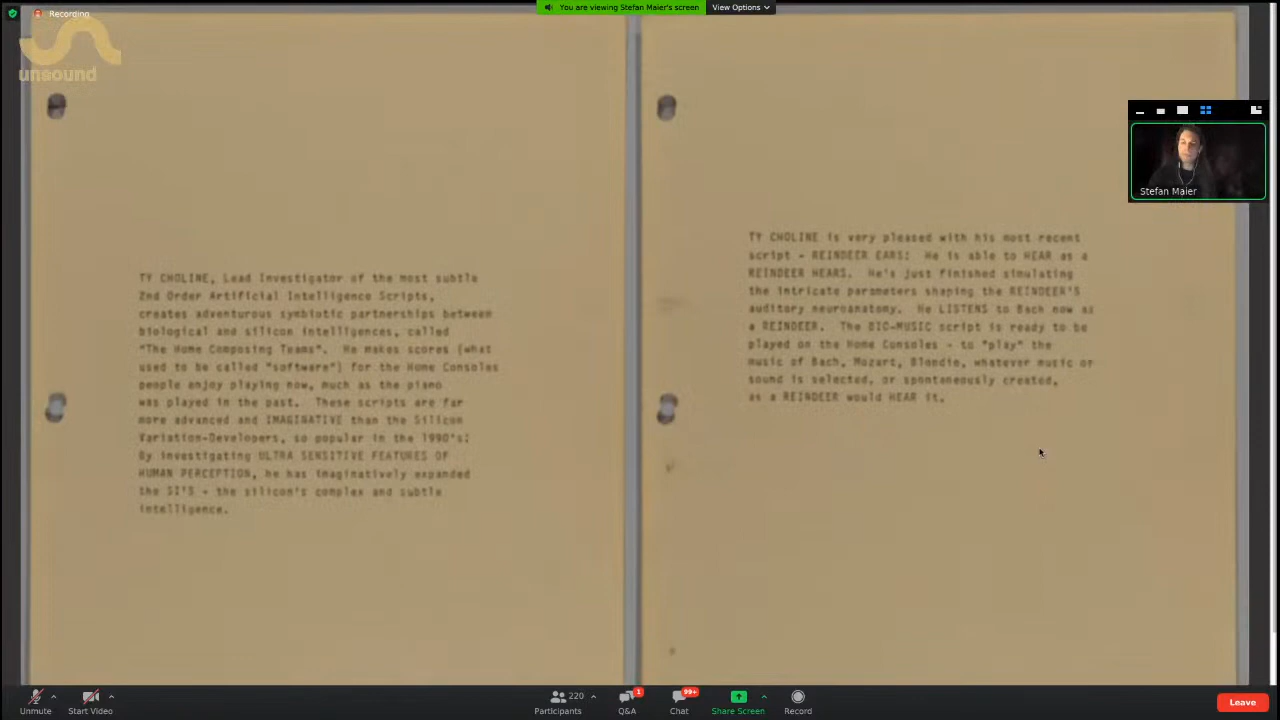 Recording
You are viewing Stefan Maier's screen
View Options
unsound
TY CHOLINE, Lead Investigator of the most subtle
2nd Order Artificial Intelligence Scripts,
creates adventurous symbiotic partnerships between
biological and silicon intelligences, called
"The Home Composing Teams". He makes scores (what
used to be called "software") for the Home Consoles
people enjoy playing now, much as the piano
was played in the past. These scripts are far
more advanced and IMAGINATIVE than the Silicon
Variation-Developers, so popular in the 1990's:
By investigating ULTRA SENSITIVE FEATURES OF
HUMAN PERCEPTION, he has imaginatively expanded
the SI'S - the silicon's complex and subtle
intelligence.
TY CHOLINE is very pleased with his most recent
script - REINDEER EARS: He is able to HEAR as a
REINDEER HEARS. He's just finished simulating
the intricate parameters shaping the REINDEER'S
auditory neuroanatomy. He LISTENS to Bach now as
a REINDEER. The BIO-MUSIC script is ready to be
played on the Home Consoles - to "play" the
music of Bach, Mozart, Blondie, whatever music or
sound is selected, or spontaneously created,
as a REINDEER would HEAR it.
Stefan Maier
Unmute
Start Video
220
Participants
1
Q&A
99+
Chat
Share Screen
Record
Leave